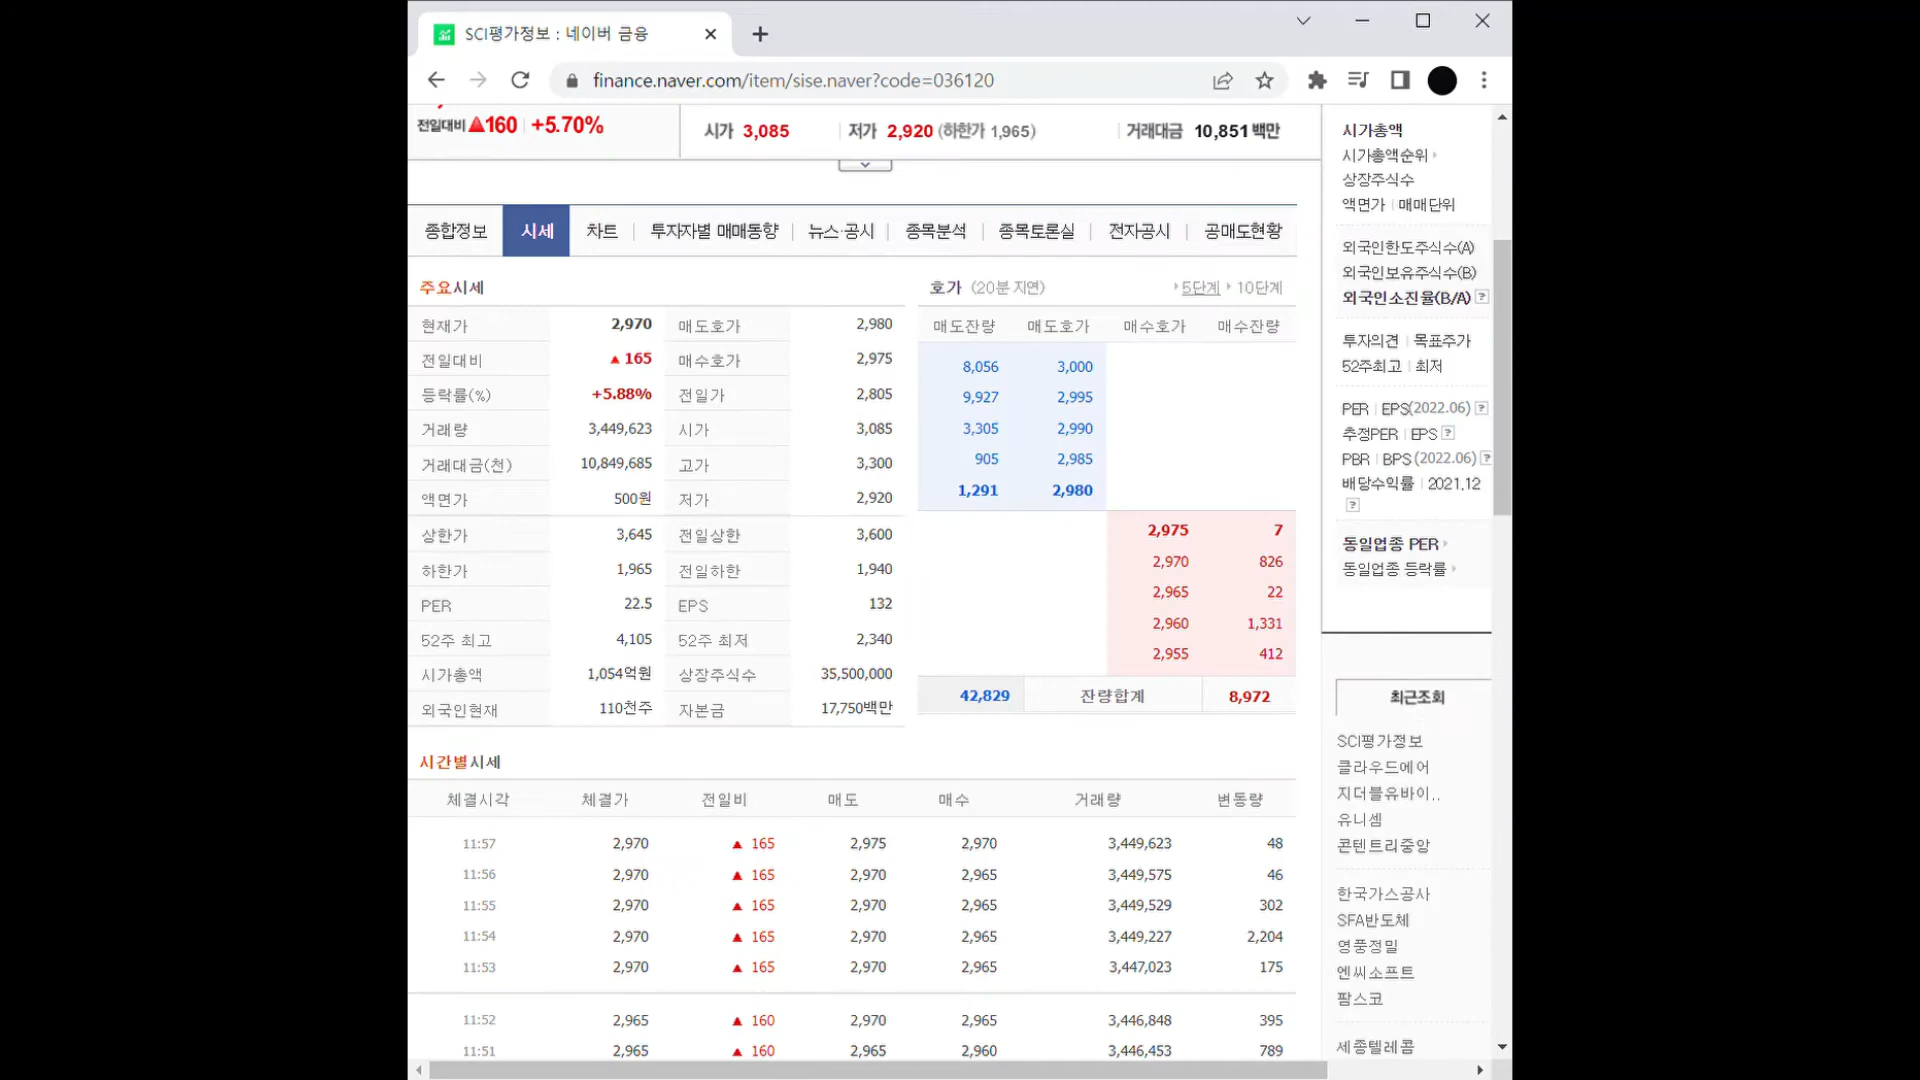 SCI평가정보 : 네이버 금융
finance.naver.com/item/sise.naver?code=036120
전일대비 ▲160 +5.70%
시가 3,085 저가 2,920 (하한가 1,965) 거래대금 10,851 백만
종합정보 시세 차트 투자자별 매매동향 뉴스·공시 종목분석 종목토론실 전자공시 공매도현황
주요시세
현재가 2,970 매도호가 2,980
전일대비 ▲ 165 매수호가 2,975
등락률(%) +5.88% 전일가 2,805
거래량 3,449,623 시가 3,085
거래대금(천) 10,849,685 고가 3,300
액면가 500원 저가 2,920
상한가 3,645 전일상한 3,600
하한가 1,965 전일하한 1,940
PER 22.5 EPS 132
52주 최고 4,105 52주 최저 2,340
시가총액 1,054억원 상장주식수 35,500,000
외국인현재 110천주 자본금 17,750백만
호가 (20분 지연) 5단계 10단계
매도잔량 매도호가 매수호가 매수잔량
8,056 3,000
9,927 2,995
3,305 2,990
905 2,985
1,291 2,980
2,975 7
2,970 826
2,965 22
2,960 1,331
2,955 412
42,829 잔량합계 8,972
시간별시세
체결시각 체결가 전일비 매도 매수 거래량 변동량
11:57 2,970 ▲ 165 2,975 2,970 3,449,623 48
11:56 2,970 ▲ 165 2,970 2,965 3,449,575 46
11:55 2,970 ▲ 165 2,970 2,965 3,449,529 302
11:54 2,970 ▲ 165 2,970 2,965 3,449,227 2,204
11:53 2,970 ▲ 165 2,970 2,965 3,447,023 175
11:52 2,965 ▲ 160 2,970 2,965 3,446,848 395
11:51 2,965 ▲ 160 2,965 2,960 3,446,453 789
시가총액
시가총액순위
상장주식수
액면가 매매단위
외국인한도주식수(A)
외국인보유주식수(B)
외국인소진율(B/A) ?
투자의견 목표주가
52주최고 최저
PER EPS(2022.06) ?
추정PER EPS ?
PBR BPS(2022.06) ?
배당수익률 2021.12
?
동일업종 PER
동일업종 등락률
최근조회
SCI평가정보
클라우드에어
지더블유바이..
유니셈
콘텐트리중앙
한국가스공사
SFA반도체
영풍정밀
엔씨소프트
팜스코
세종텔레콤